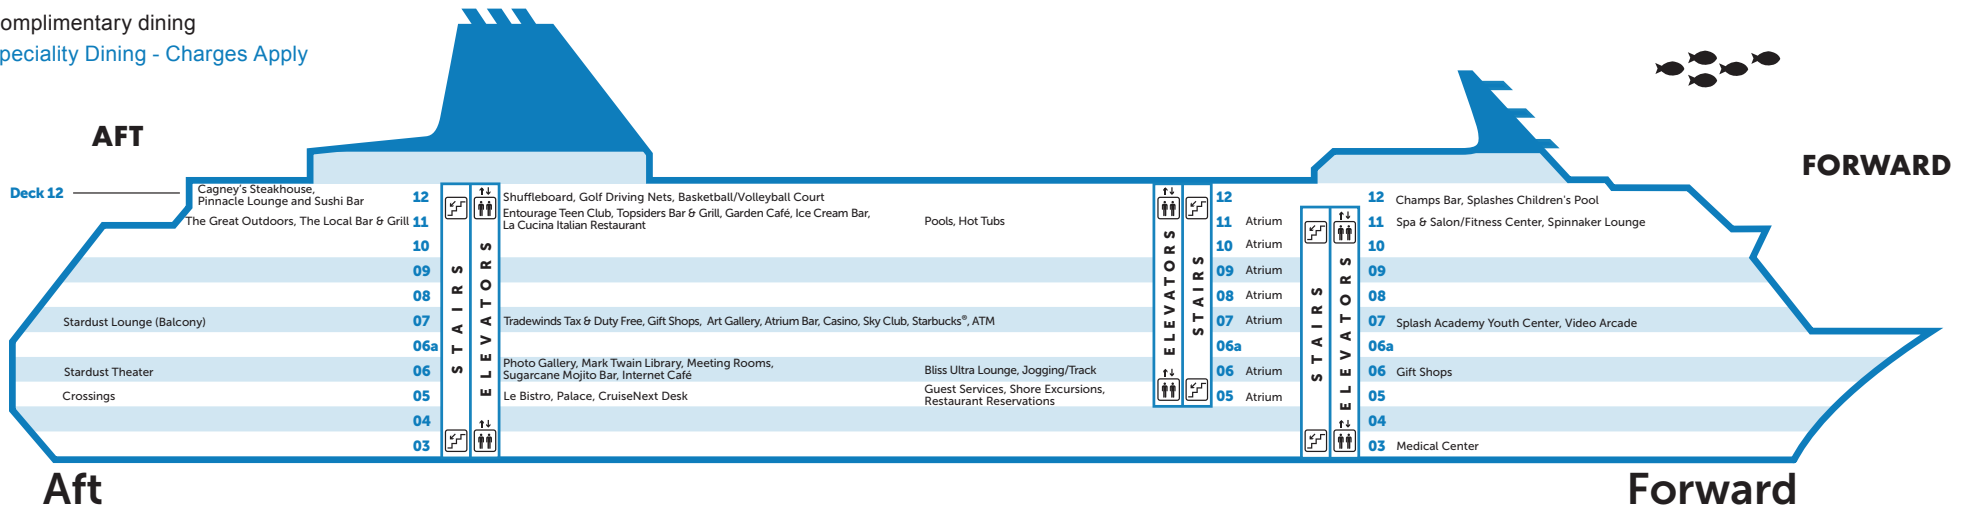 omplimentary dining
peciality Dining - Charges Apply
AFT
FORWARD
Deck 12
Cagney's Steakhouse,
Pinnacle Lounge and Sushi Bar
12
Shuffleboard, Golf Driving Nets, Basketball/Volleyball Court
12
12
Champs Bar, Splashes Children's Pool
The Great Outdoors, The Local Bar & Grill
11
Entourage Teen Club, Topsiders Bar & Grill, Garden Café, Ice Cream Bar,
La Cucina Italian Restaurant
Pools, Hot Tubs
11
Atrium
11
Spa & Salon/Fitness Center, Spinnaker Lounge
10
10
Atrium
10
09
09
Atrium
09
08
08
Atrium
08
Stardust Lounge (Balcony)
07
Tradewinds Tax & Duty Free, Gift Shops, Art Gallery, Atrium Bar, Casino, Sky Club, Starbucks®, ATM
07
Atrium
07
Splash Academy Youth Center, Video Arcade
06a
06a
06a
Stardust Theater
06
Photo Gallery, Mark Twain Library, Meeting Rooms,
Sugarcane Mojito Bar, Internet Café
Bliss Ultra Lounge, Jogging/Track
06
Atrium
06
Gift Shops
Crossings
05
Le Bistro, Palace, CruiseNext Desk
Guest Services, Shore Excursions,
Restaurant Reservations
05
Atrium
05
04
04
03
03
Medical Center
STAIRS
ELEVATORS
ELEVATORS
STAIRS
STAIRS
ELEVATORS
Aft
Forward